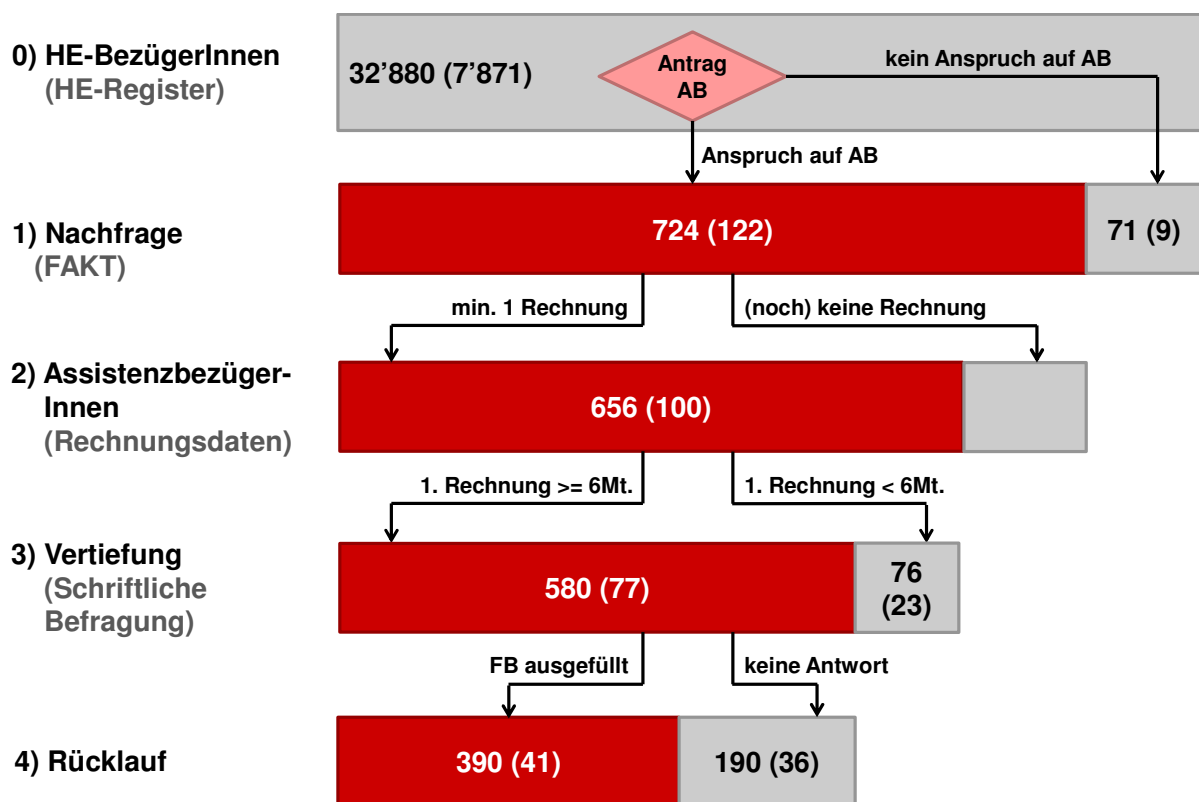 0) HE-BezügerInnen
(HE-Register)
32'880 (7'871)
Antrag
AB
kein Anspruch auf AB
Anspruch auf AB
1) Nachfrage
(FAKT)
724 (122)
71 (9)
min. 1 Rechnung
(noch) keine Rechnung
2) Assistenzbezüger-
Innen
(Rechnungsdaten)
656 (100)
1. Rechnung >= 6Mt.
1. Rechnung < 6Mt.
3) Vertiefung
(Schriftliche
Befragung)
580 (77)
76
(23)
FB ausgefüllt
keine Antwort
4) Rücklauf
390 (41)
190 (36)